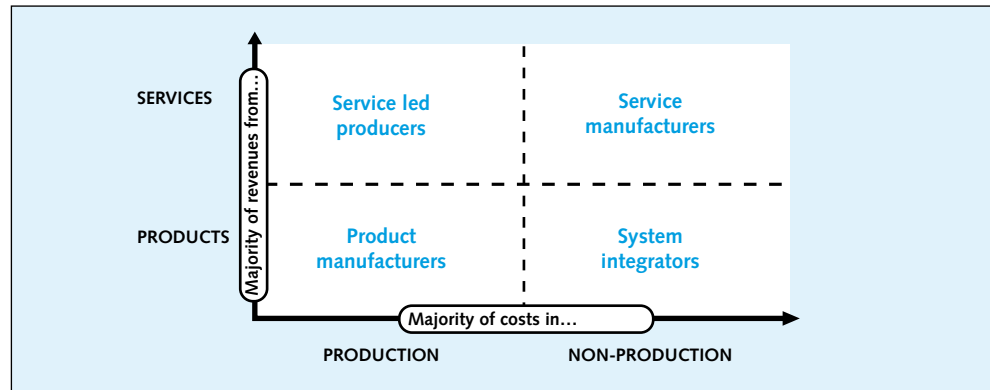 SERVICES
Majority of revenues from...
Service led
producers
Service
manufacturers
PRODUCTS
Product
manufacturers
System
integrators
Majority of costs in...
PRODUCTION
NON-PRODUCTION